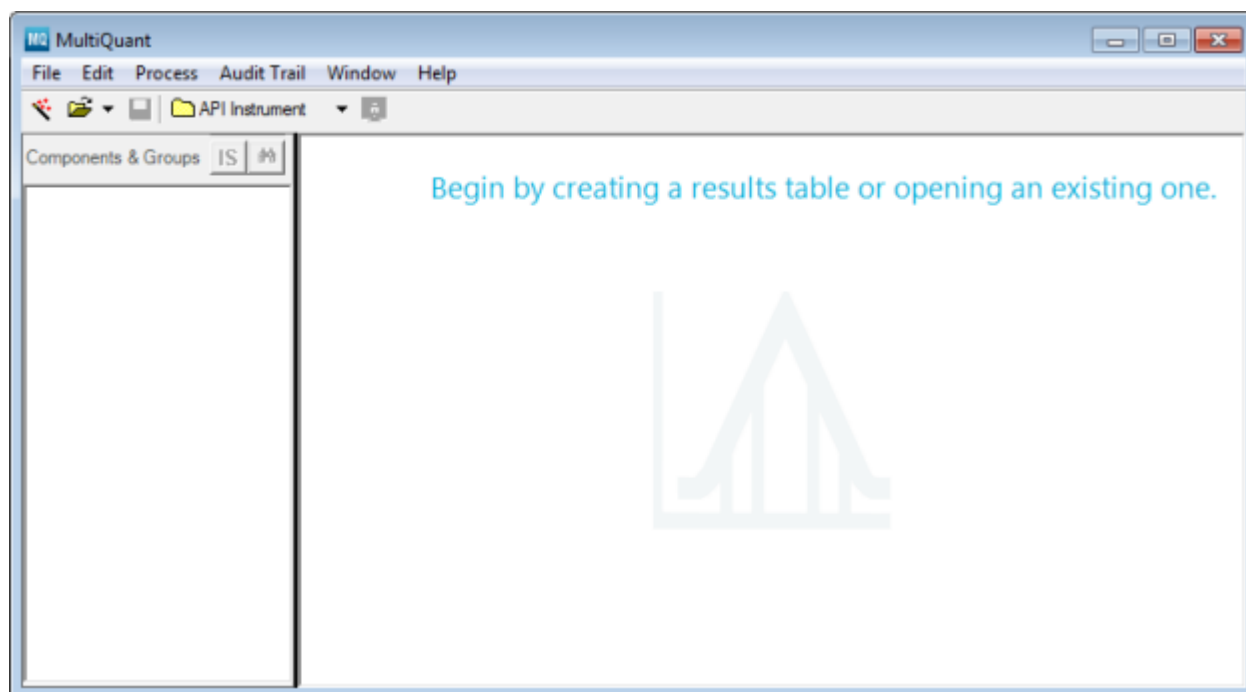 MQ MultiQuant
File Edit Process Audit Trail Window Help
API Instrument
Components & Groups IS
Begin by creating a results table or opening an existing one.